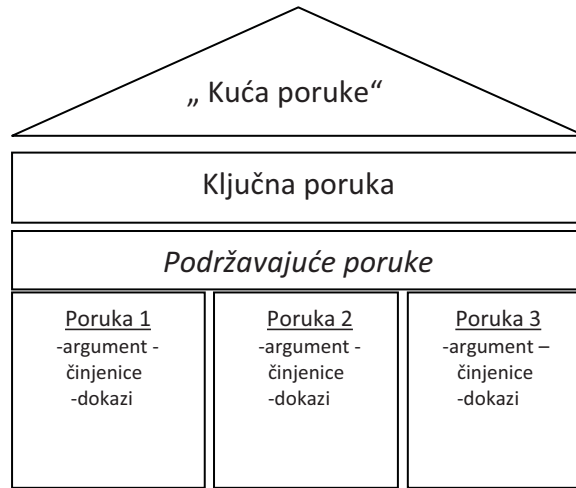 „ Kuća poruke“
Ključna poruka
Podržavajuće poruke
Poruka 1
-argument -
činjenice
-dokazi
Poruka 2
-argument -
činjenice
-dokazi
Poruka 3
-argument –
činjenice
-dokazi